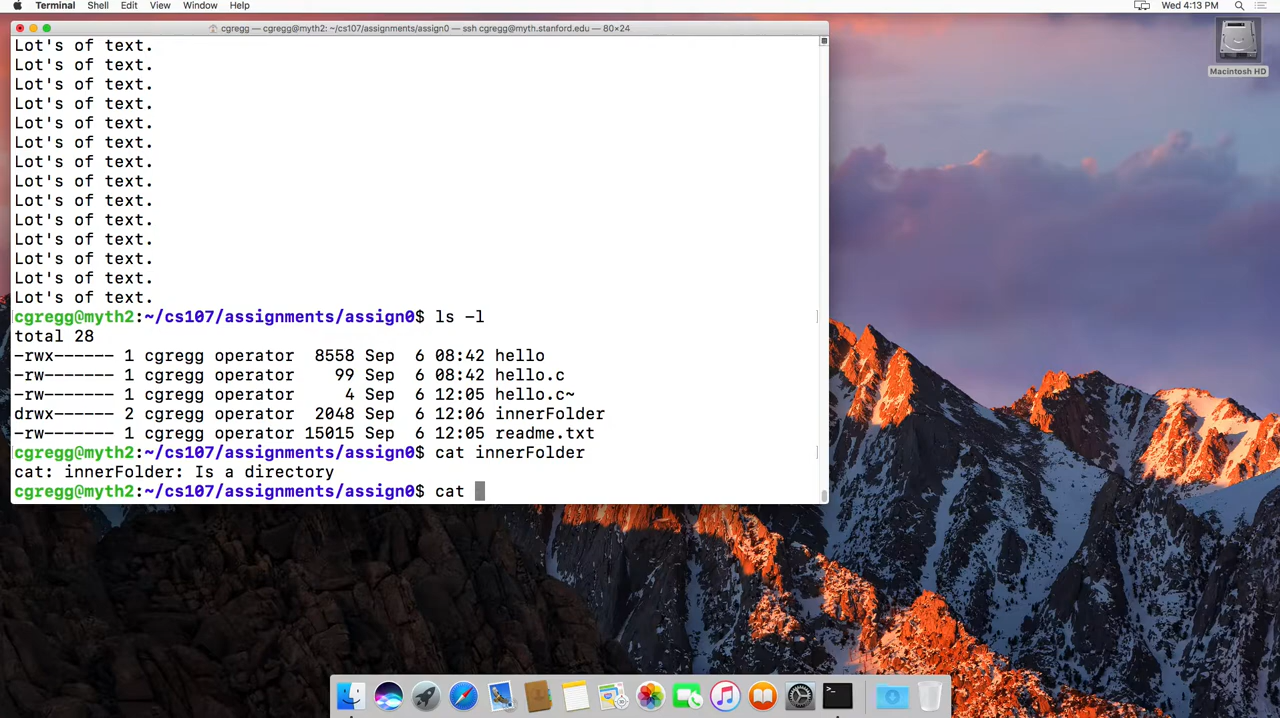 Terminal Shell Edit View Window Help Wed 4:13 PM
cgregg — cgregg@myth2: ~/cs107/assignments/assign0 — ssh cgregg@myth.stanford.edu — 80×24
Lot's of text.
Lot's of text.
Lot's of text.
Lot's of text.
Lot's of text.
Lot's of text.
Lot's of text.
Lot's of text.
Lot's of text.
Lot's of text.
Lot's of text.
Lot's of text.
Lot's of text.
Lot's of text.
cgregg@myth2:~/cs107/assignments/assign0$ ls -l
total 28
-rwx------ 1 cgregg operator  8558 Sep  6 08:42 hello
-rw------- 1 cgregg operator    99 Sep  6 08:42 hello.c
-rw------- 1 cgregg operator     4 Sep  6 12:05 hello.c~
drwx------ 2 cgregg operator  2048 Sep  6 12:06 innerFolder
-rw------- 1 cgregg operator 15015 Sep  6 12:05 readme.txt
cgregg@myth2:~/cs107/assignments/assign0$ cat innerFolder
cat: innerFolder: Is a directory
cgregg@myth2:~/cs107/assignments/assign0$ cat
Macintosh HD